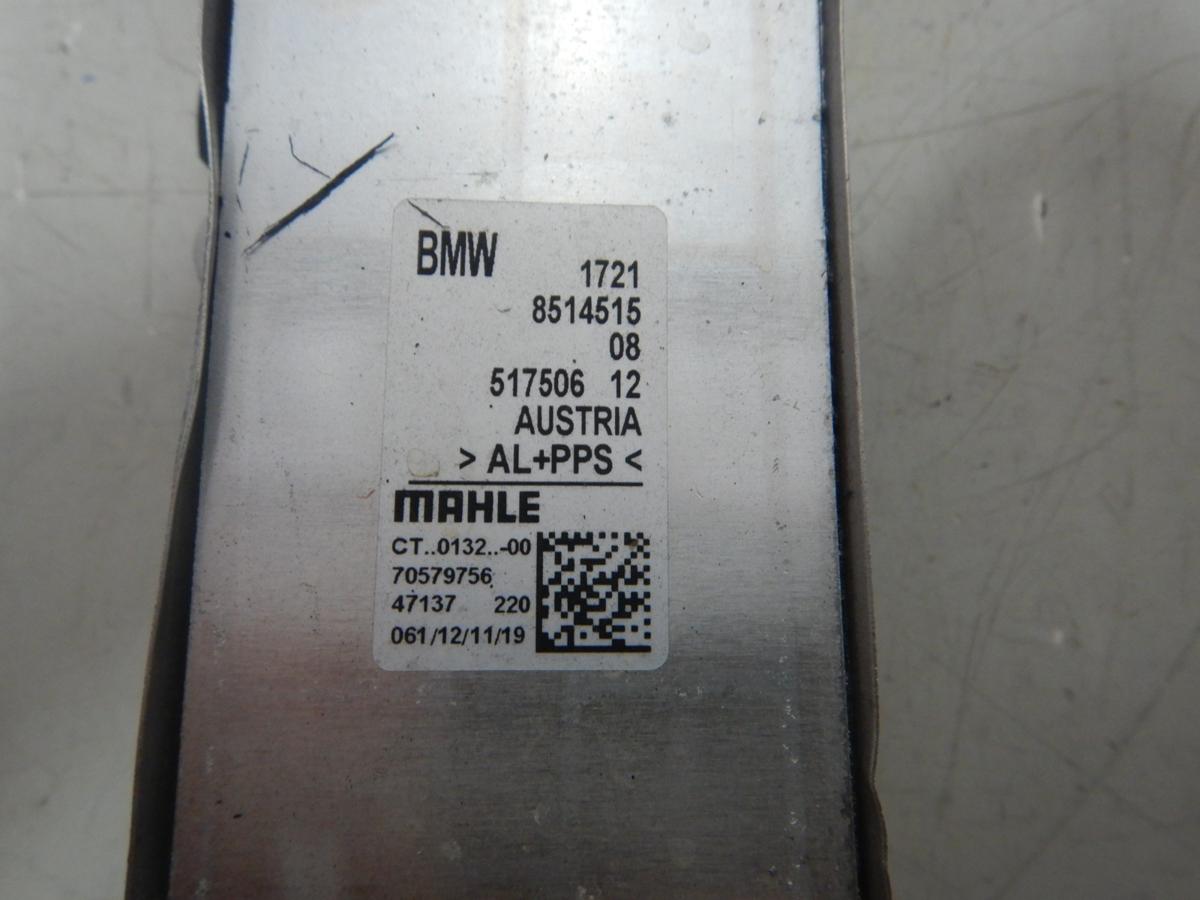 BMW
1721
8514515
08
517506 12
AUSTRIA
> AL+PPS <
MAHLE
CT..0132..-00
70579756
47137 220
061/12/11/19